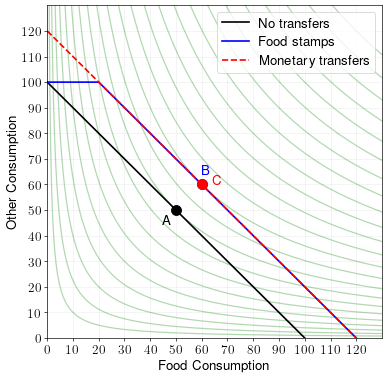 No transfers
Food stamps
Monetary transfers
120
110
100
90
80
70
60
50
40
30
20
10
0
Other Consumption
B
C
A
0 10 20 30 40 50 60 70 80 90 100 110 120
Food Consumption